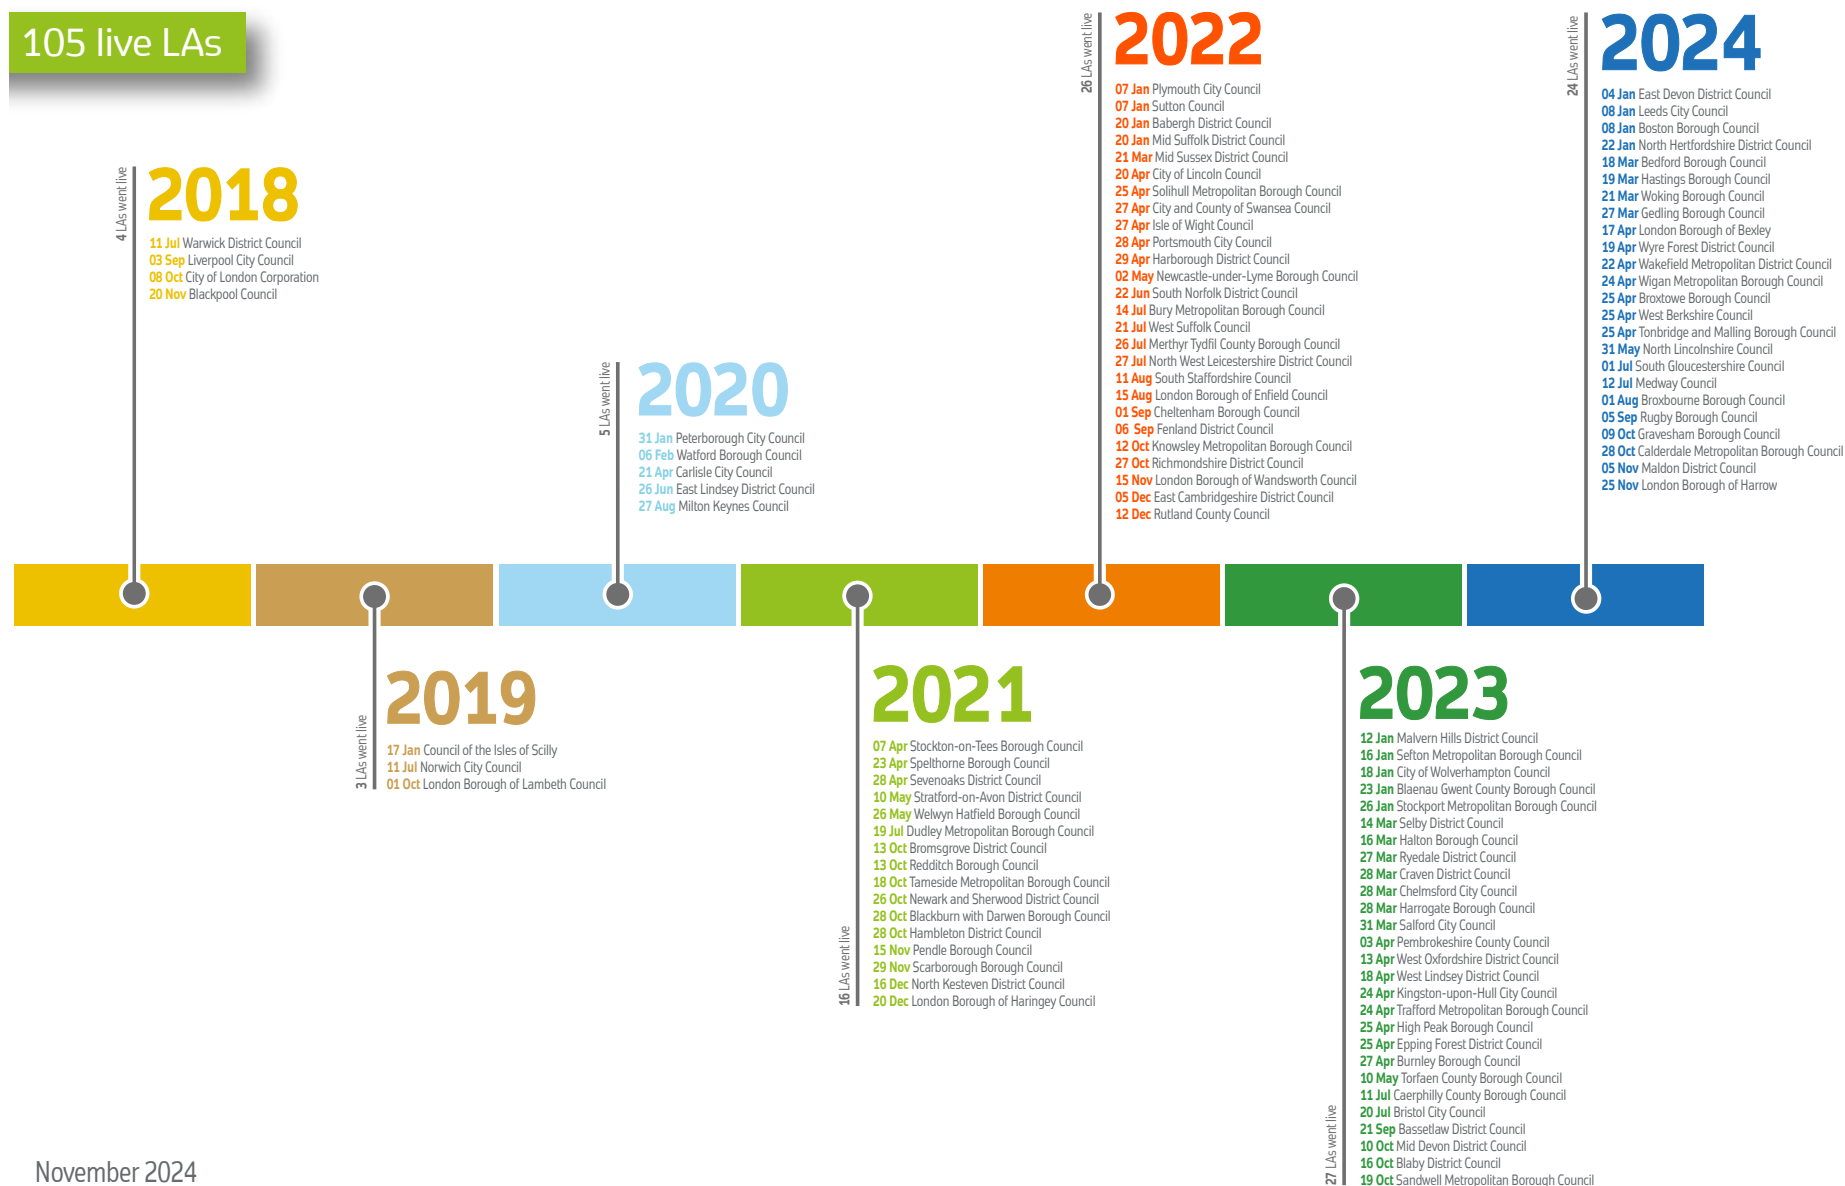 105 live LAs
4 LAs went live
2018
11 Jul Warwick District Council
03 Sep Liverpool City Council
08 Oct City of London Corporation
20 Nov Blackpool Council
3 LAs went live
2019
17 Jan Council of the Isles of Scilly
11 Jul Norwich City Council
01 Oct London Borough of Lambeth Council
5 LAs went live
2020
31 Jan Peterborough City Council
06 Feb Watford Borough Council
21 Apr Carlisle City Council
26 Jun East Lindsey District Council
27 Aug Milton Keynes Council
16 LAs went live
2021
07 Apr Stockton-on-Tees Borough Council
23 Apr Spelthorne Borough Council
28 Apr Sevenoaks District Council
10 May Stratford-on-Avon District Council
26 May Welwyn Hatfield Borough Council
19 Jul Dudley Metropolitan Borough Council
13 Oct Bromsgrove District Council
13 Oct Redditch Borough Council
18 Oct Tameside Metropolitan Borough Council
26 Oct Newark and Sherwood District Council
28 Oct Blackburn with Darwen Borough Council
28 Oct Hambleton District Council
15 Nov Pendle Borough Council
29 Nov Scarborough Borough Council
16 Dec North Kesteven District Council
20 Dec London Borough of Haringey Council
26 LAs went live
2022
07 Jan Plymouth City Council
07 Jan Sutton Council
20 Jan Babergh District Council
20 Jan Mid Suffolk District Council
21 Mar Mid Sussex District Council
20 Apr City of Lincoln Council
25 Apr Solihull Metropolitan Borough Council
27 Apr City and County of Swansea Council
27 Apr Isle of Wight Council
28 Apr Portsmouth City Council
29 Apr Harborough District Council
02 May Newcastle-under-Lyme Borough Council
22 Jun South Norfolk District Council
14 Jul Bury Metropolitan Borough Council
21 Jul West Suffolk Council
26 Jul Merthyr Tydfil County Borough Council
27 Jul North West Leicestershire District Council
11 Aug South Staffordshire Council
15 Aug London Borough of Enfield Council
01 Sep Cheltenham Borough Council
06 Sep Fenland District Council
12 Oct Knowsley Metropolitan Borough Council
27 Oct Richmondshire District Council
15 Nov London Borough of Wandsworth Council
05 Dec East Cambridgeshire District Council
12 Dec Rutland County Council
27 LAs went live
2023
12 Jan Malvern Hills District Council
16 Jan Sefton Metropolitan Borough Council
18 Jan City of Wolverhampton Council
23 Jan Blaenau Gwent County Borough Council
26 Jan Stockport Metropolitan Borough Council
14 Mar Selby District Council
16 Mar Halton Borough Council
27 Mar Ryedale District Council
28 Mar Craven District Council
28 Mar Chelmsford City Council
28 Mar Harrogate Borough Council
31 Mar Salford City Council
03 Apr Pembrokeshire County Council
13 Apr West Oxfordshire District Council
18 Apr West Lindsey District Council
24 Apr Kingston-upon-Hull City Council
24 Apr Trafford Metropolitan Borough Council
25 Apr High Peak Borough Council
25 Apr Epping Forest District Council
27 Apr Burnley Borough Council
10 May Torfaen County Borough Council
11 Jul Caerphilly County Borough Council
20 Jul Bristol City Council
21 Sep Bassetlaw District Council
10 Oct Mid Devon District Council
16 Oct Blaby District Council
19 Oct Sandwell Metropolitan Borough Council
24 LAs went live
2024
04 Jan East Devon District Council
08 Jan Leeds City Council
08 Jan Boston Borough Council
22 Jan North Hertfordshire District Council
18 Mar Bedford Borough Council
19 Mar Hastings Borough Council
21 Mar Woking Borough Council
27 Mar Gedling Borough Council
17 Apr London Borough of Bexley
19 Apr Wyre Forest District Council
22 Apr Wakefield Metropolitan District Council
24 Apr Wigan Metropolitan Borough Council
25 Apr Broxtowe Borough Council
25 Apr West Berkshire Council
25 Apr Tonbridge and Malling Borough Council
31 May North Lincolnshire Council
01 Jul South Gloucestershire Council
12 Jul Medway Council
01 Aug Broxbourne Borough Council
05 Sep Rugby Borough Council
09 Oct Gravesham Borough Council
28 Oct Calderdale Metropolitan Borough Council
05 Nov Maldon District Council
25 Nov London Borough of Harrow
November 2024